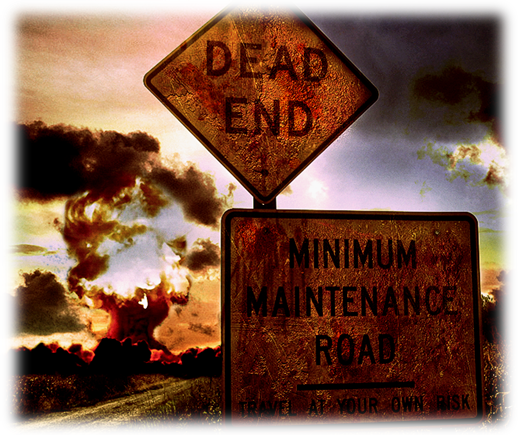 DEAD
END
MINIMUM
MAINTENANCE
ROAD
TRAVEL AT YOUR OWN RISK